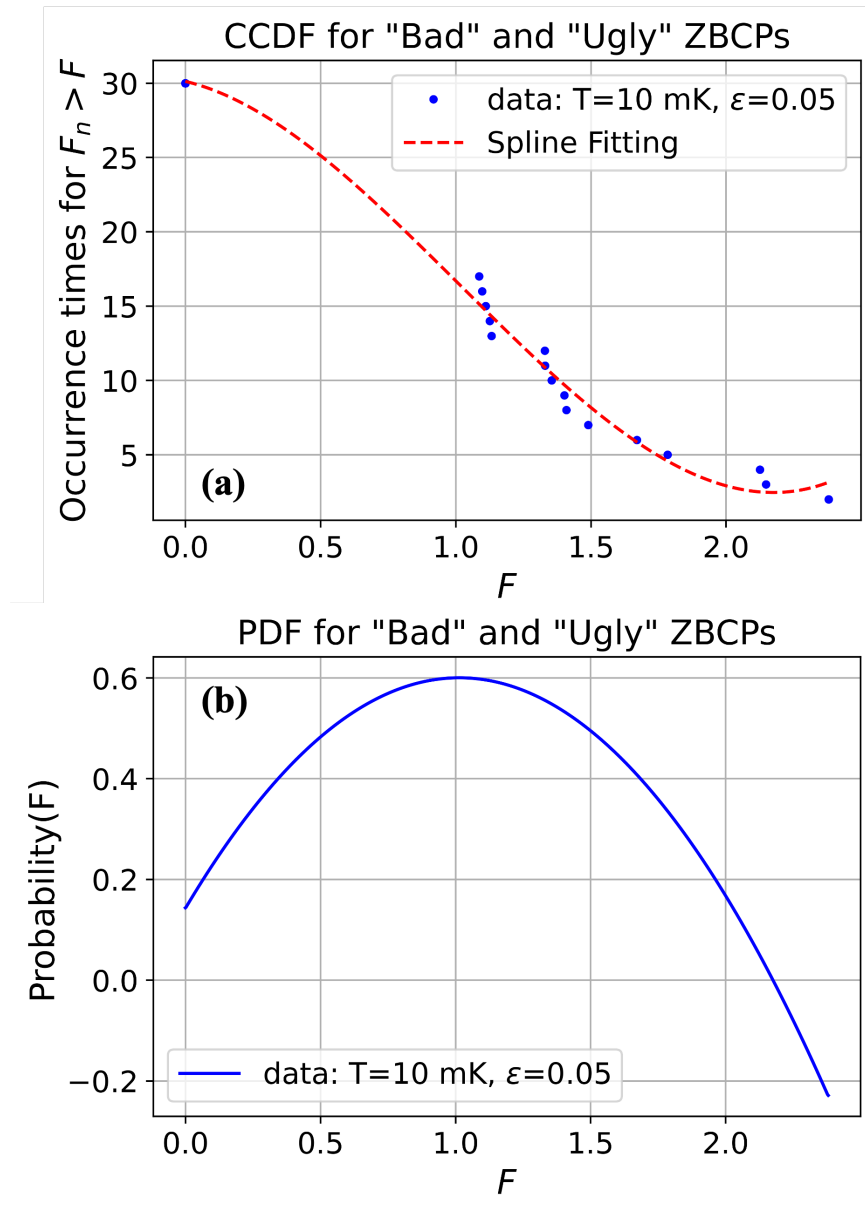 CCDF for "Bad" and "Ugly" ZBCPs
Occurrence times for Fₙ > F
30
25
20
15
10
5
data: T=10 mK, ε=0.05
Spline Fitting
(a)
0.0 0.5 1.0 1.5 2.0
F
PDF for "Bad" and "Ugly" ZBCPs
Probability(F)
0.6
0.4
0.2
0.0
−0.2
(b)
data: T=10 mK, ε=0.05
0.0 0.5 1.0 1.5 2.0
F